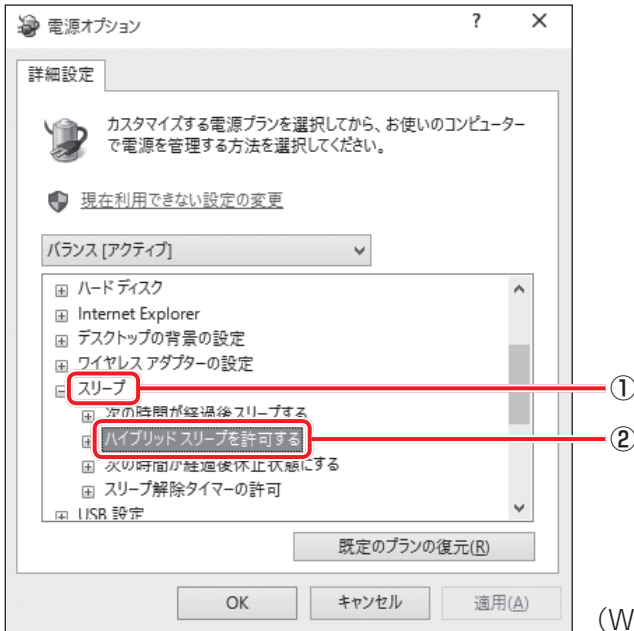 電源オプション ? ×
詳細設定
カスタマイズする電源プランを選択してから、お使いのコンピューター
で電源を管理する方法を選択してください。
現在利用できない設定の変更
バランス [アクティブ]
ハード ディスク
Internet Explorer
デスクトップの背景の設定
ワイヤレス アダプターの設定
スリープ ①
次の時間が経過後スリープする
ハイブリッド スリープを許可する ②
次の時間が経過後休止状態にする
スリープ解除タイマーの許可
USB 設定
既定のプランの復元(R)
OK キャンセル 適用(A)
(W